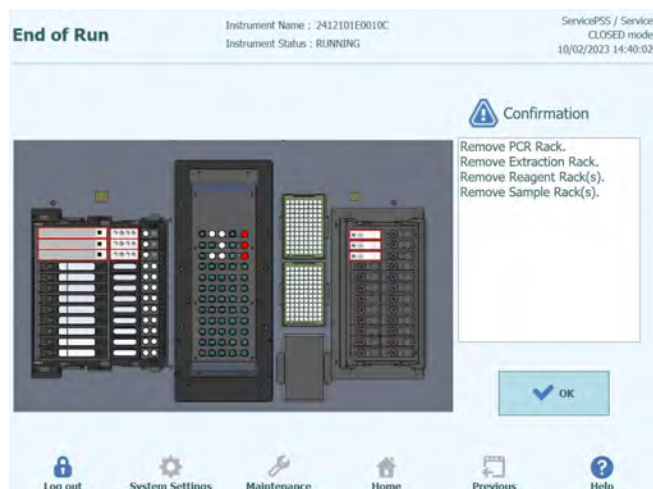 End of Run
Instrument Name : 2412101E0010C
Instrument Status : RUNNING
ServicePSS / Service
CLOSED mode
10/02/2023 14:40:02
Confirmation
Remove PCR Rack.
Remove Extraction Rack.
Remove Reagent Rack(s).
Remove Sample Rack(s).
OK
Log out
System Settings
Maintenance
Home
Previous
Help